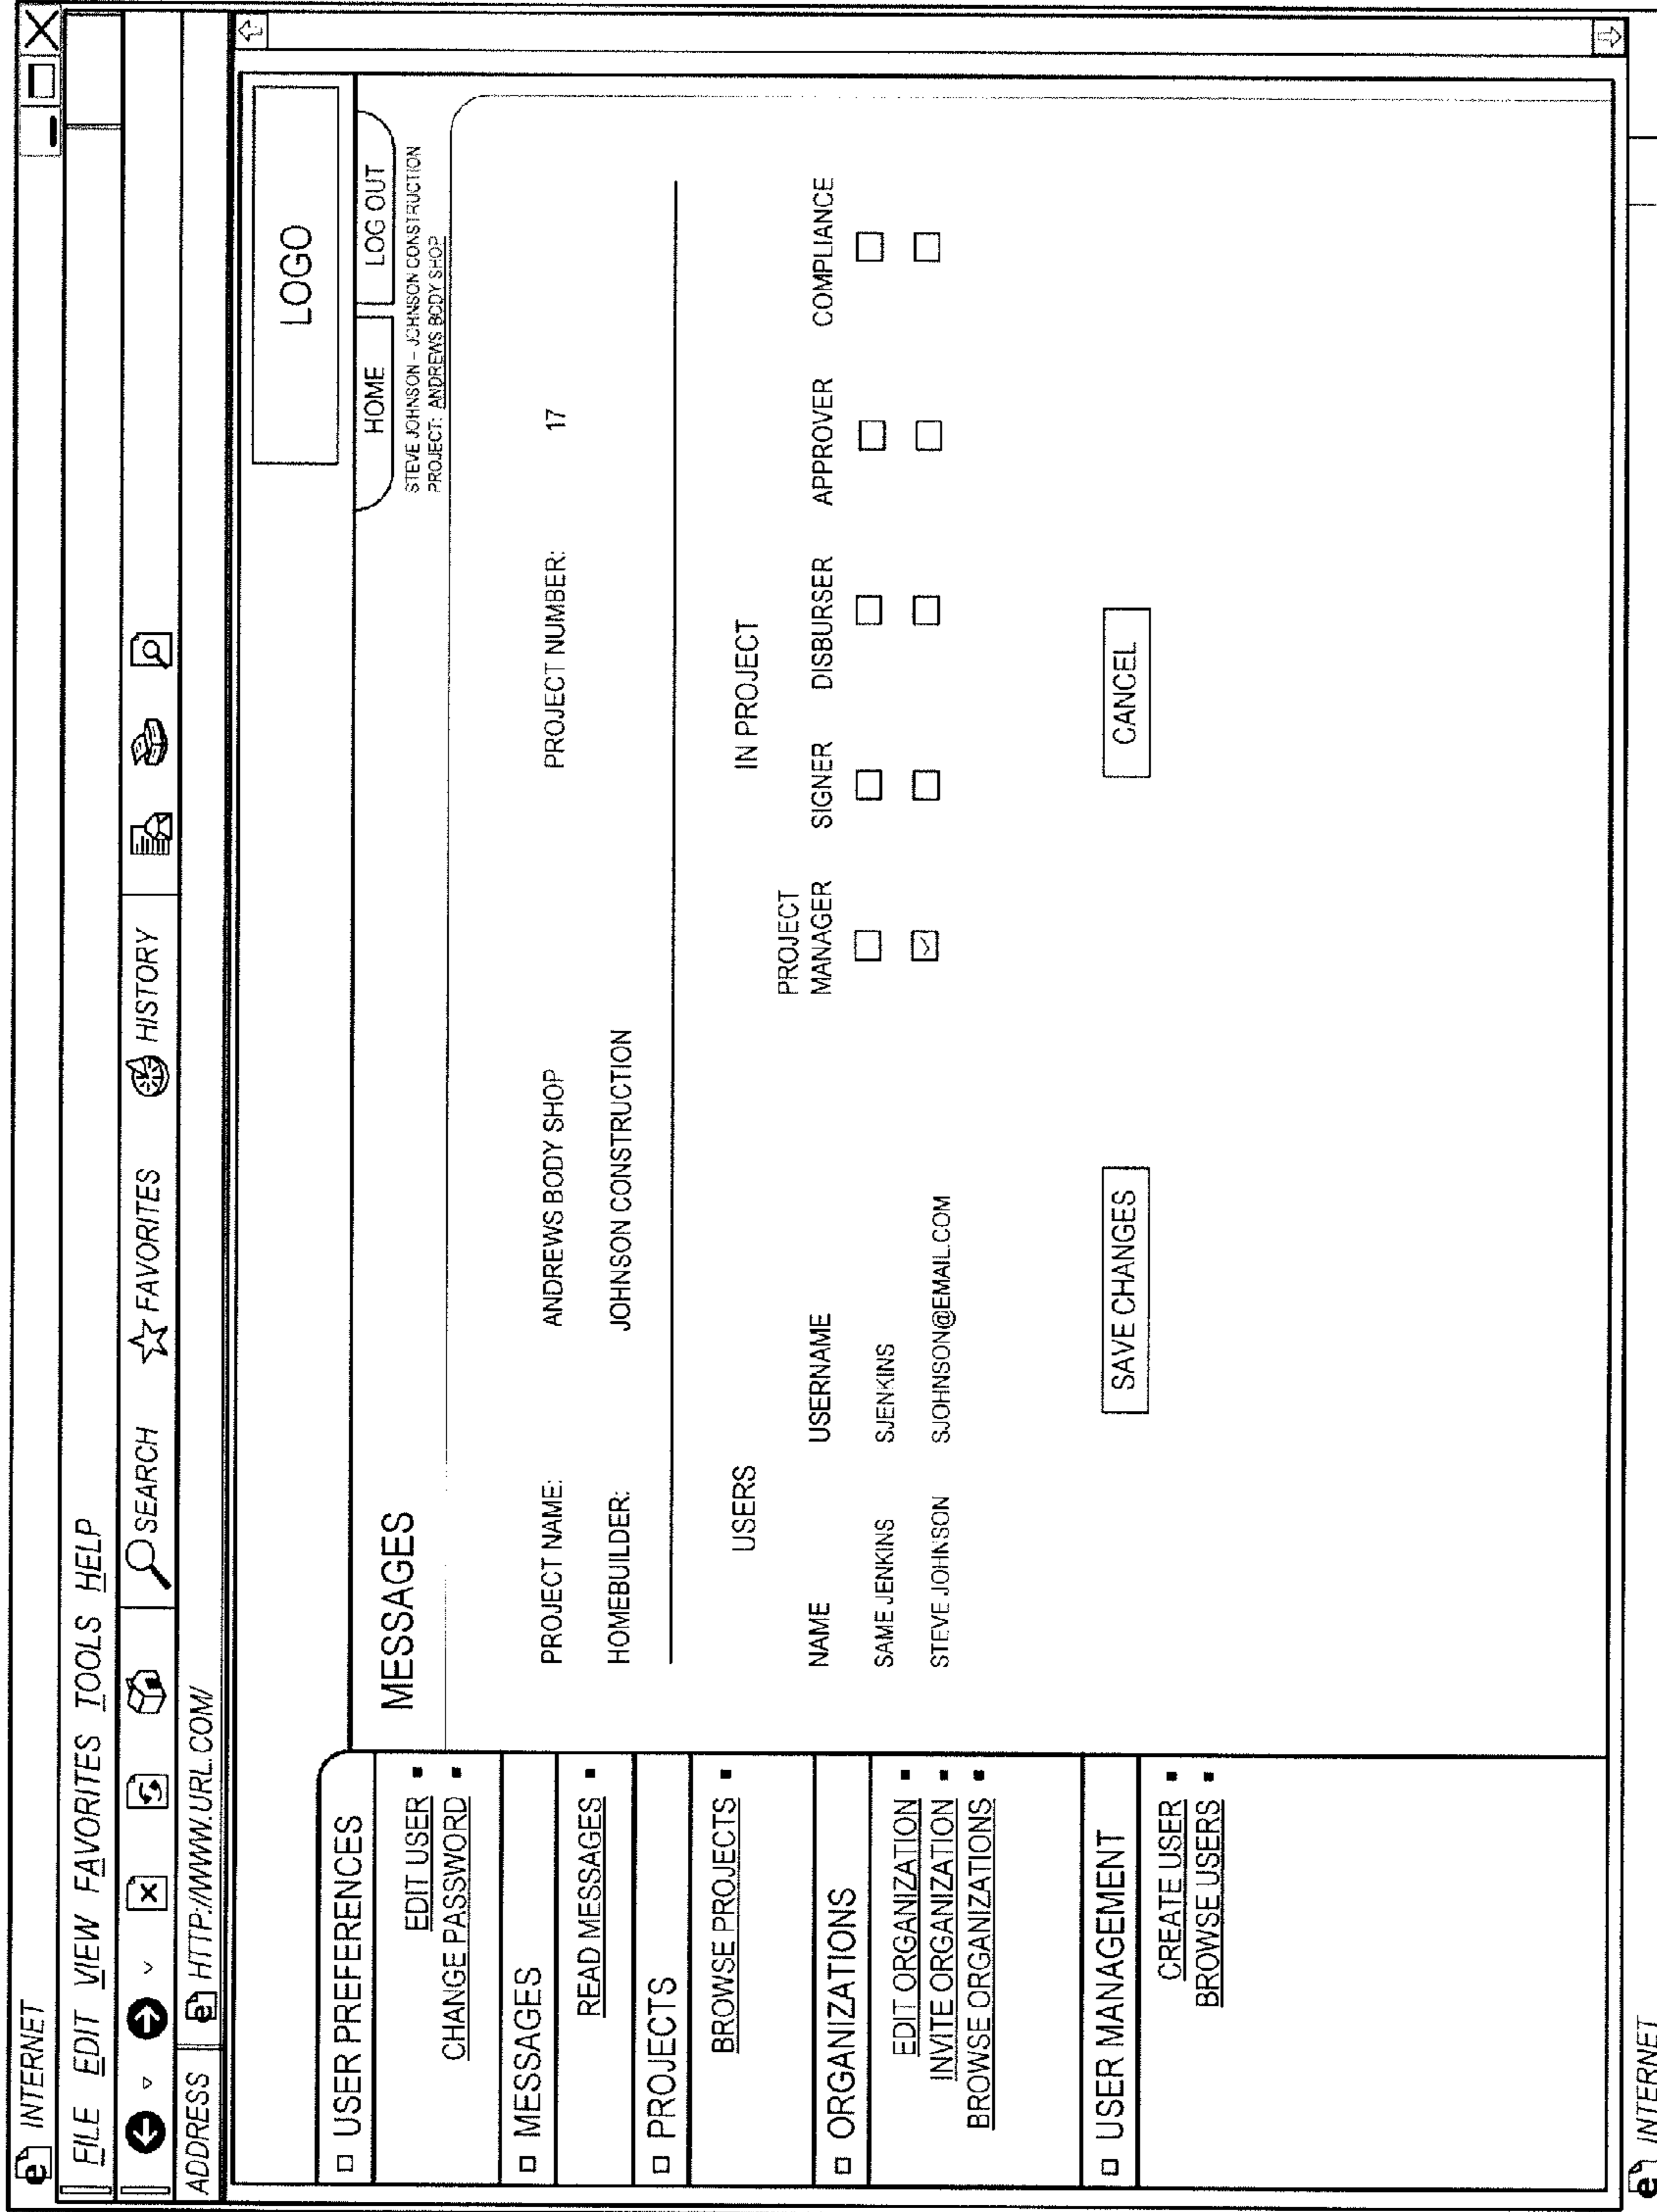 INTERNET
FILE EDIT VIEW FAVORITES TOOLS HELP
SEARCH FAVORITES HISTORY
ADDRESS HTTP://WWW.URL.COM/
LOGO
HOME LOG OUT
STEVE JOHNSON – JOHNSON CONSTRUCTION
PROJECT: ANDREWS BODY SHOP
USER PREFERENCES
EDIT USER
CHANGE PASSWORD
MESSAGES
READ MESSAGES
PROJECTS
BROWSE PROJECTS
ORGANIZATIONS
EDIT ORGANIZATION
INVITE ORGANIZATION
BROWSE ORGANIZATIONS
USER MANAGEMENT
CREATE USER
BROWSE USERS
MESSAGES
PROJECT NAME: ANDREWS BODY SHOP PROJECT NUMBER: 17
HOMEBUILDER: JOHNSON CONSTRUCTION
USERS IN PROJECT
PROJECT
NAME USERNAME MANAGER SIGNER DISBURSER APPROVER COMPLIANCE
SAME JENKINS SJENKINS
STEVE JOHNSON SJOHNSON@EMAIL.COM
SAVE CHANGES CANCEL
INTERNET